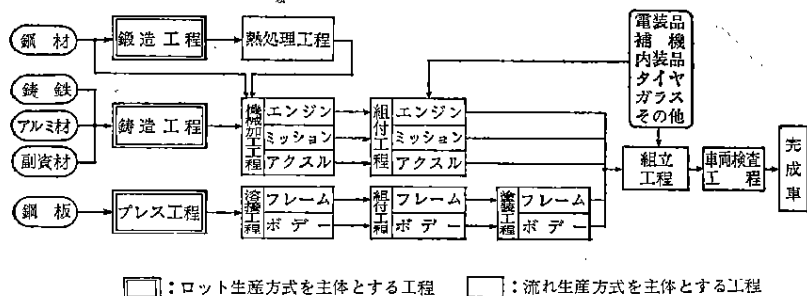 鋼材
鍛造工程
熱処理工程
電装品
補機
内装品
タイヤ
ガラス
その他
鋳鉄
アルミ材
副資材
鋳造工程
機械加工工程
エンジン
ミッション
アクスル
組付工程
エンジン
ミッション
アクスル
組立
工程
車両検査
工程
完成車
鋼板
プレス工程
溶接工程
フレーム
ボデー
組付工程
フレーム
ボデー
塗装工程
フレーム
ボデー
：ロット生産方式を主体とする工程
：流れ生産方式を主体とする工程